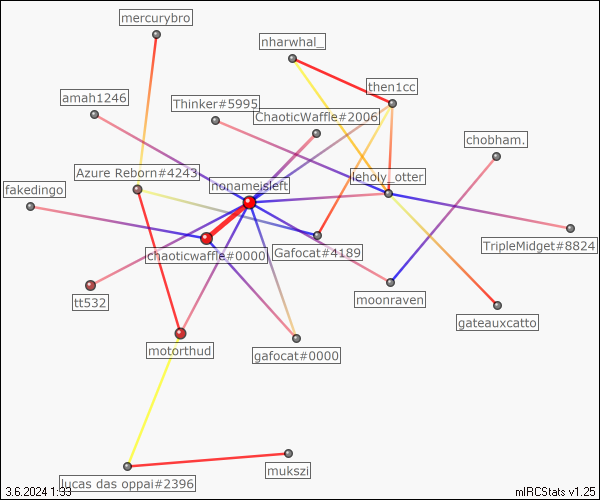 mercurybro
nharwhal_
then1cc
amah1246
Thinker#5995
ChaoticWaffle#2006
chobham.
Azure Reborn#4243
nonameisleft
leholy_otter
fakedingo
chaoticwaffle#0000
Gafocat#4189
TripleMidget#8824
tt532
moonraven
gateauxcatto
motorthud
gafocat#0000
mukszi
lucas das oppai#2396
3.6.2024 1:33
mIRCStats v1.25